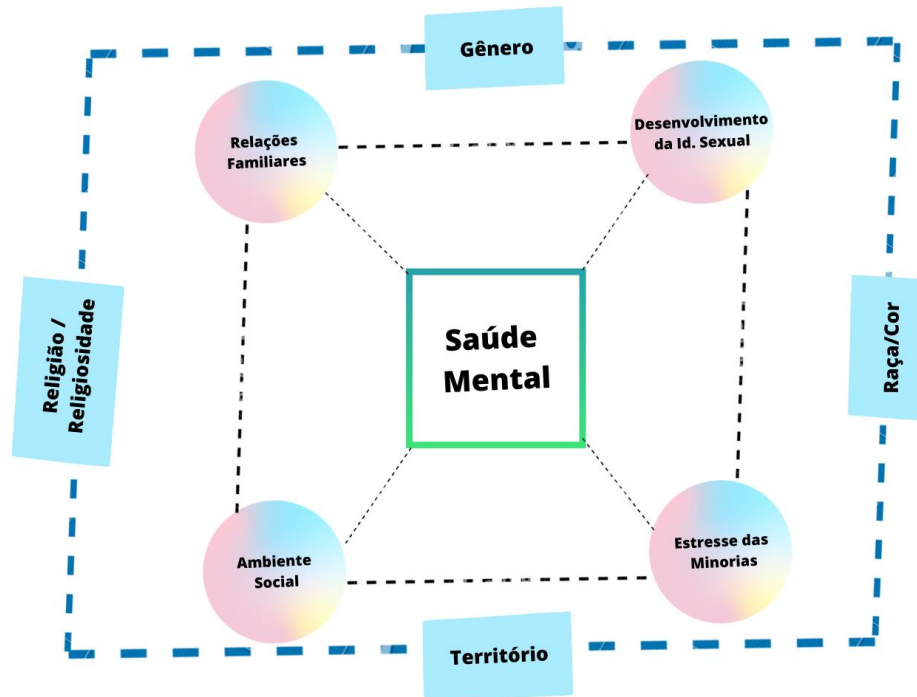 Gênero
Relações
Familiares
Desenvolvimento
da Id. Sexual
Religião /
Religiosidade
Saúde
Mental
Raça/Cor
Ambiente
Social
Estresse das
Minorias
Território